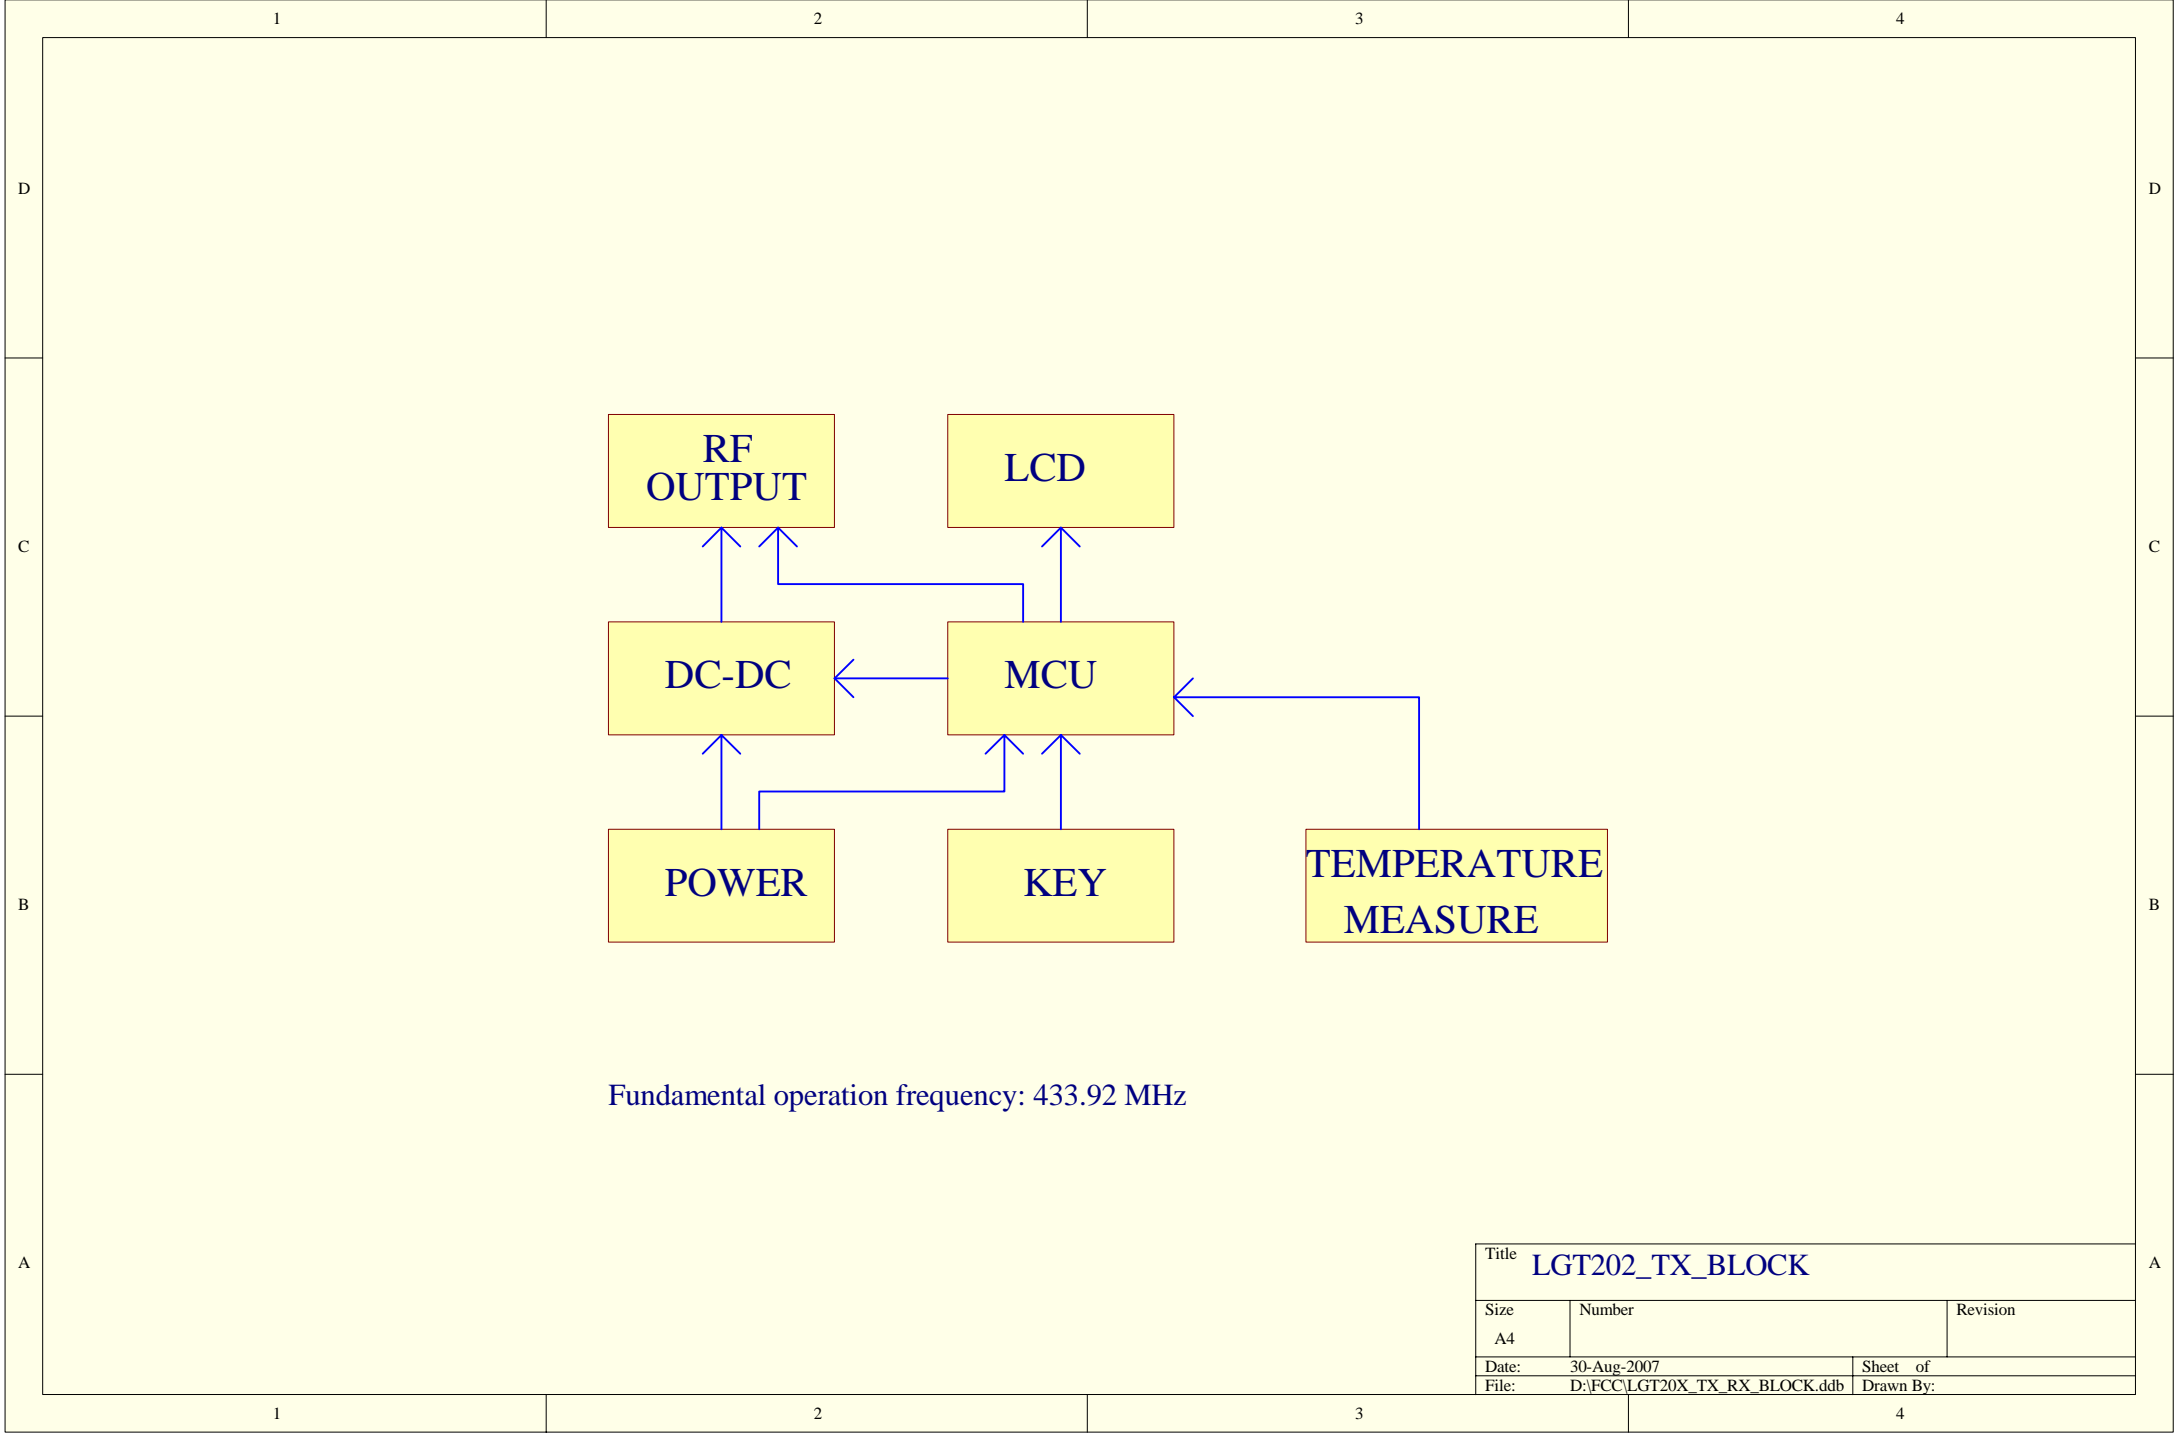 1 2 3 4
D D
RF
OUTPUT
LCD
C C
DC-DC
MCU
POWER
KEY
TEMPERATURE
MEASURE
B B
Fundamental operation frequency: 433.92 MHz
A A
Title LGT202_TX_BLOCK
Size Number Revision
A4
Date: 30-Aug-2007 Sheet of
File: D:\FCC\LGT20X_TX_RX_BLOCK.ddb Drawn By:
1 2 3 4